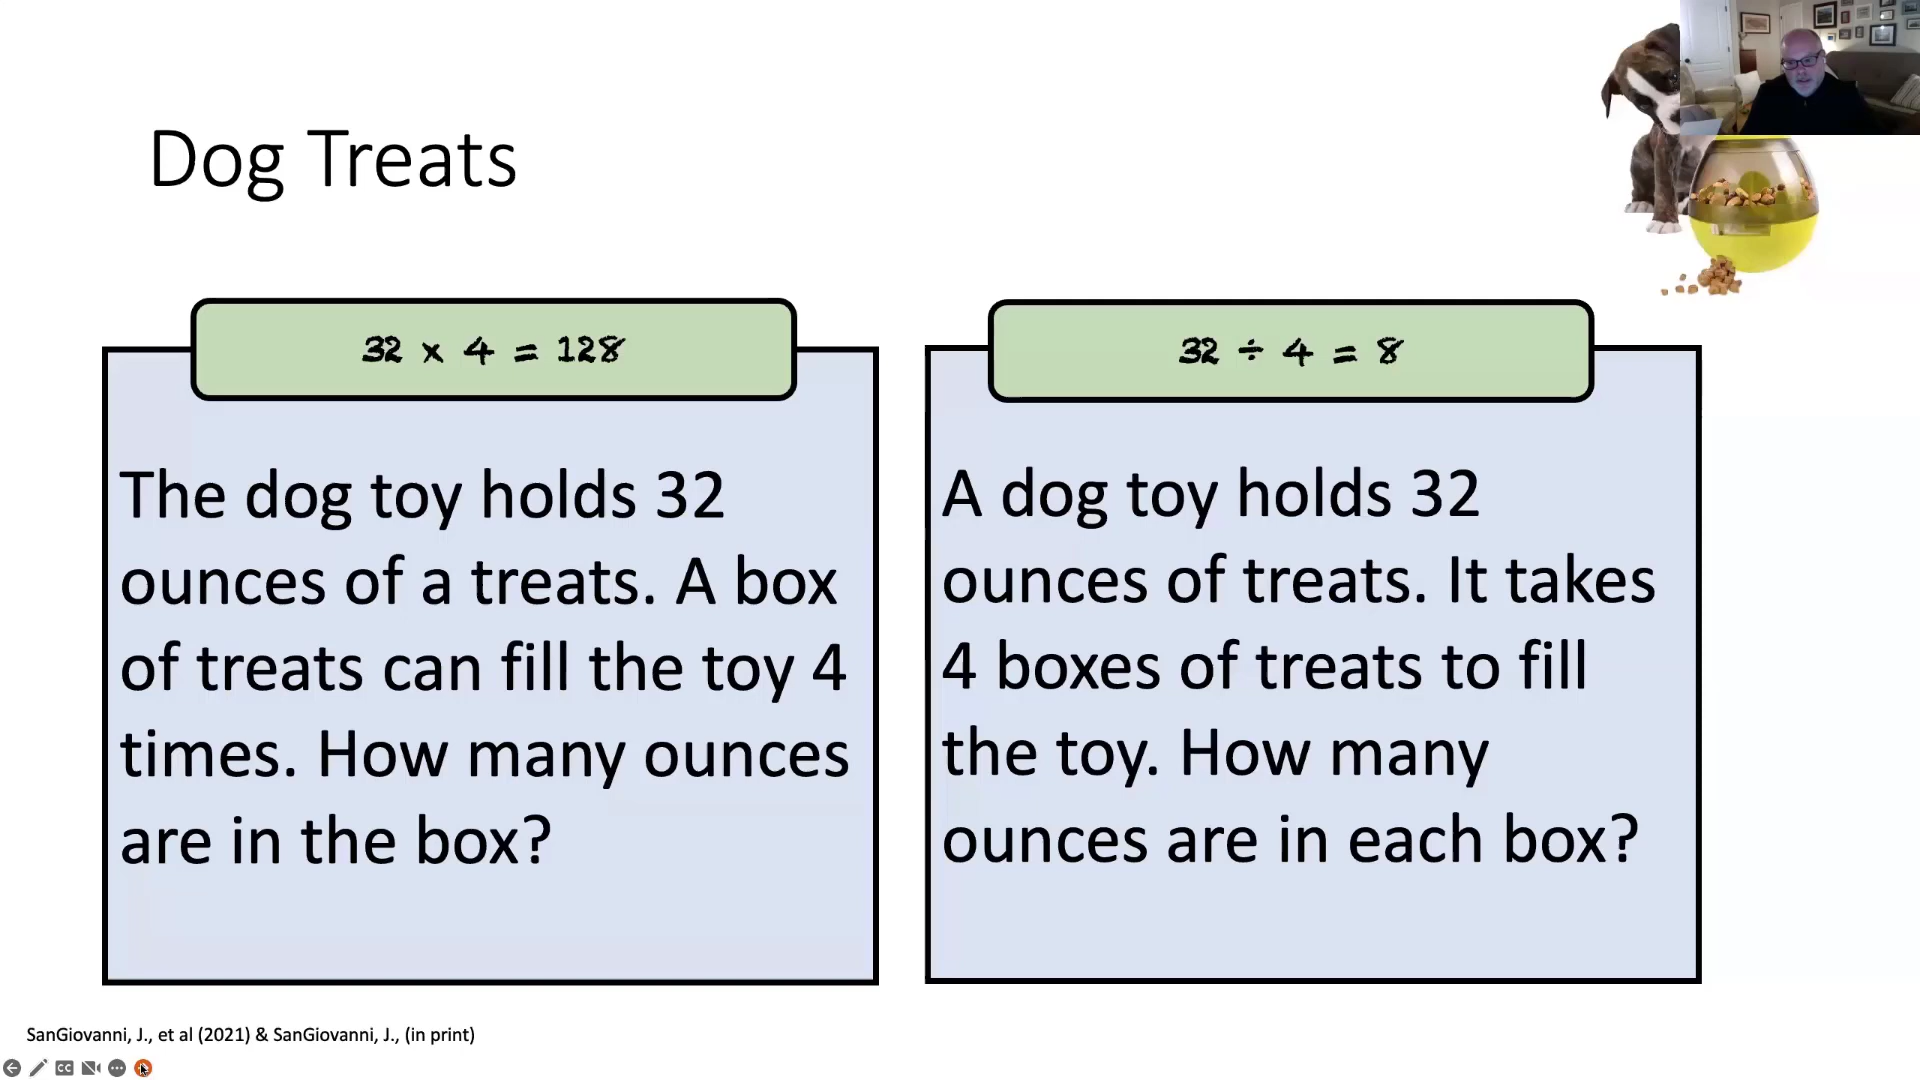 Dog Treats
32 × 4 = 128
The dog toy holds 32
ounces of a treats. A box
of treats can fill the toy 4
times. How many ounces
are in the box?
32 ÷ 4 = 8
A dog toy holds 32
ounces of treats. It takes
4 boxes of treats to fill
the toy. How many
ounces are in each box?
SanGiovanni, J., et al (2021) & SanGiovanni, J., (in print)
CC